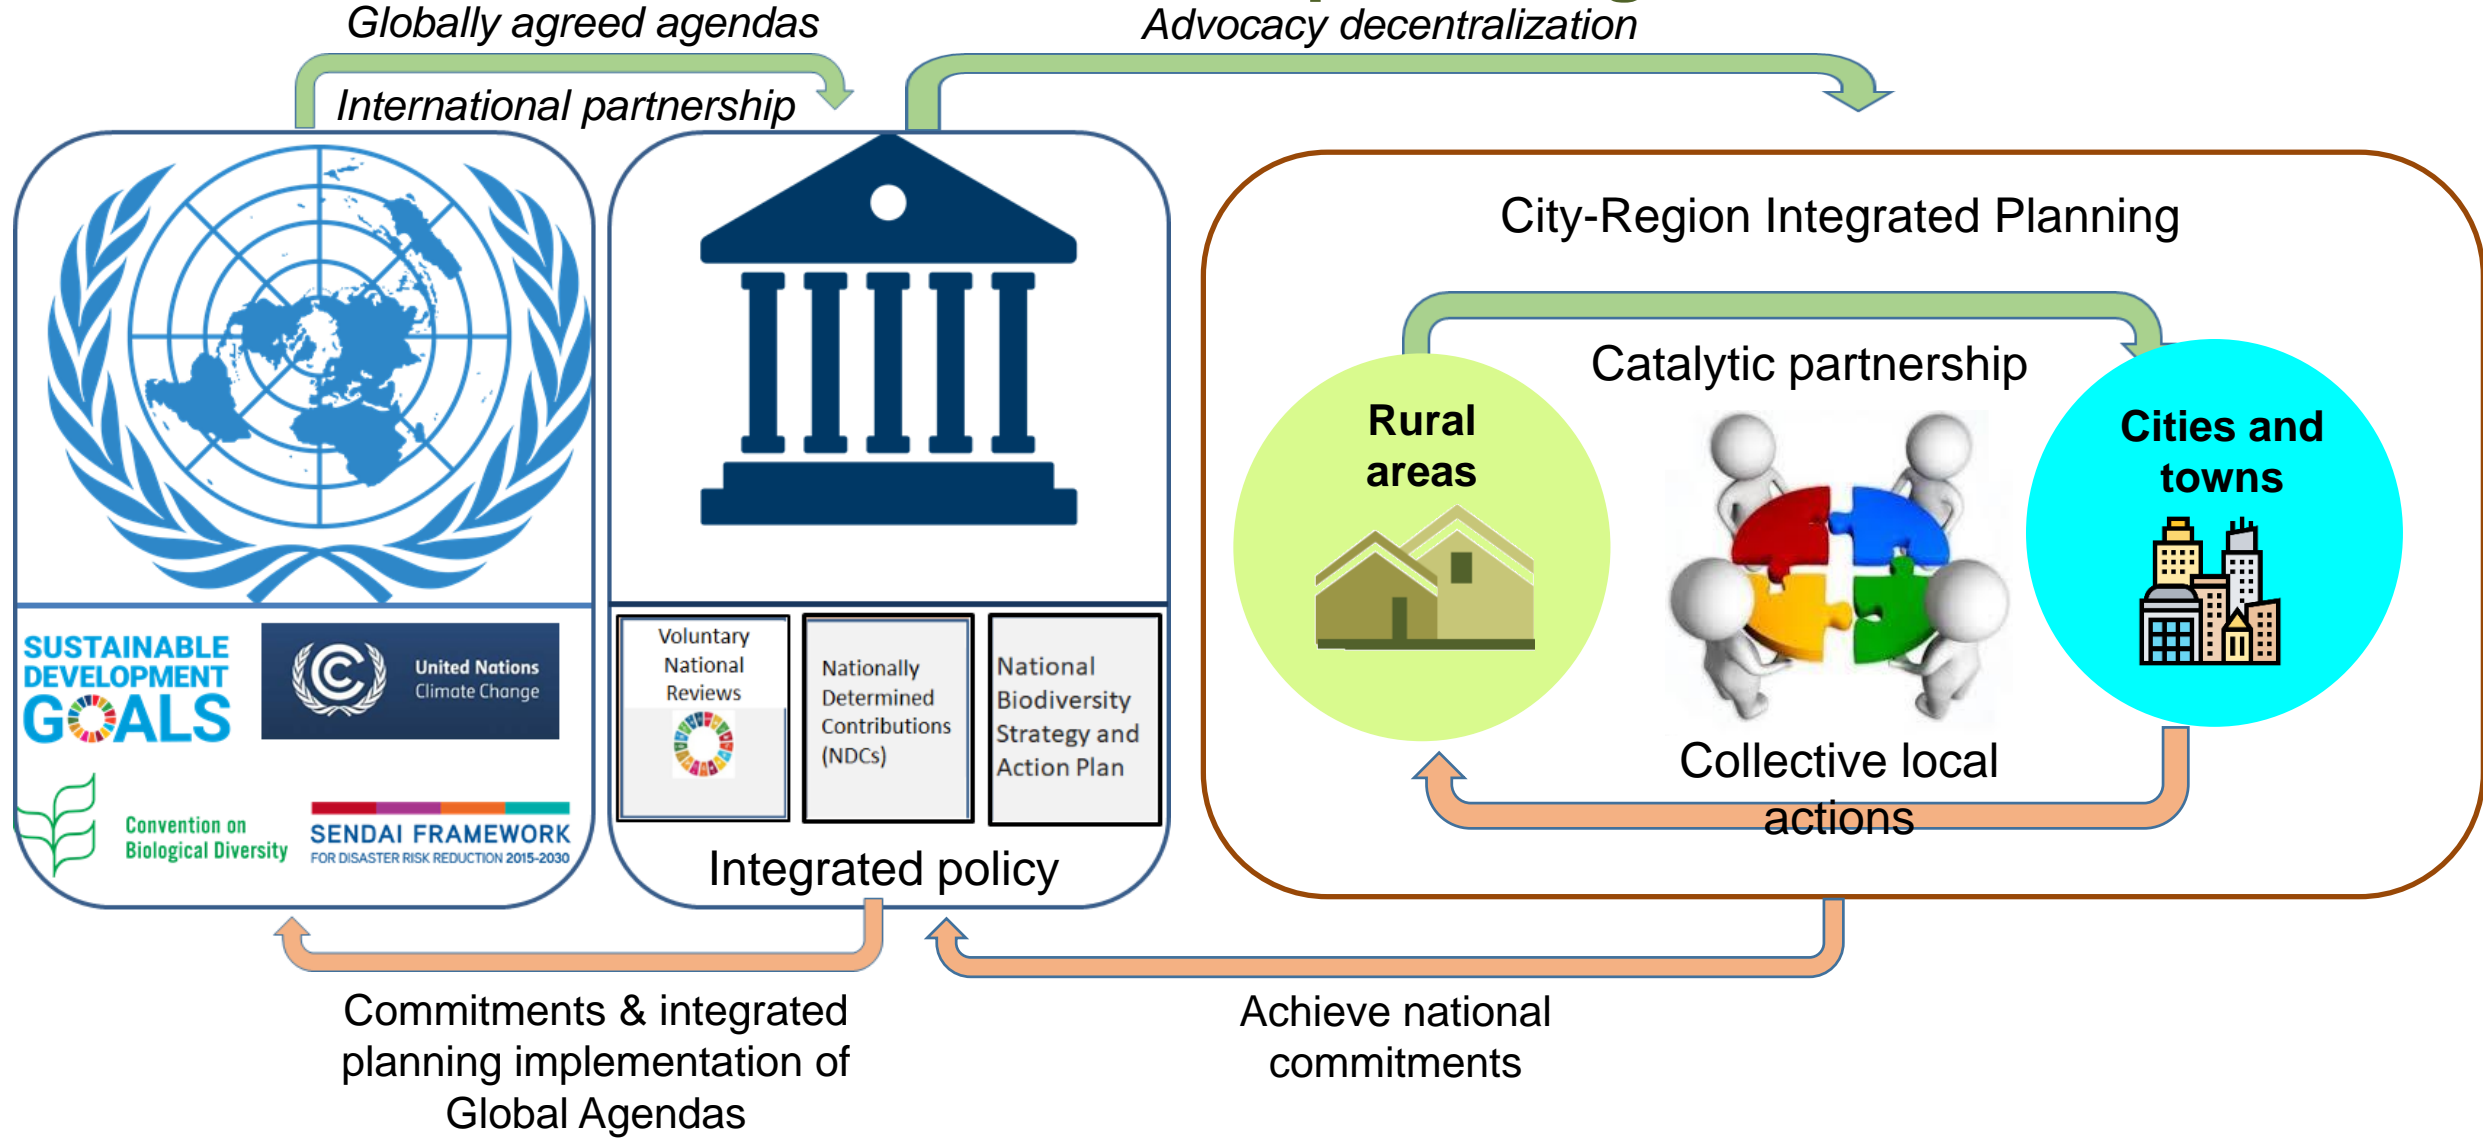 Globally agreed agendas
International partnership
Advocacy decentralization
SUSTAINABLE
DEVELOPMENT
GOALS
United Nations
Climate Change
Convention on
Biological Diversity
SENDAI FRAMEWORK
FOR DISASTER RISK REDUCTION 2015-2030
Voluntary
National
Reviews
Nationally
Determined
Contributions
(NDCs)
National
Biodiversity
Strategy and
Action Plan
Integrated policy
City-Region Integrated Planning
Catalytic partnership
Rural
areas
Cities and
towns
Collective local
actions
Commitments & integrated
planning implementation of
Global Agendas
Achieve national
commitments